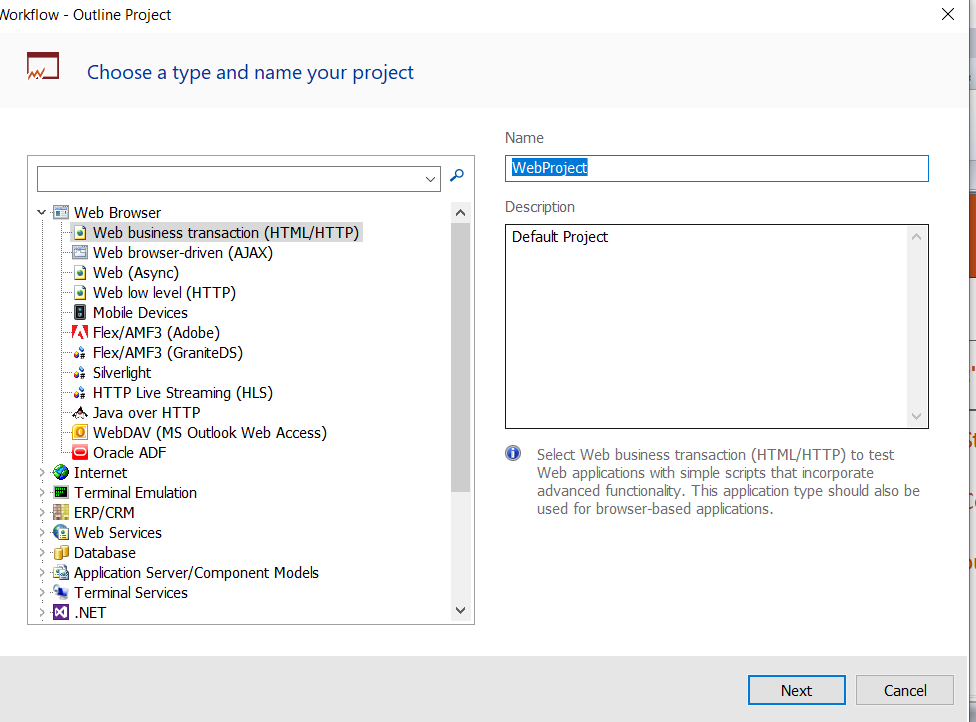 Workflow - Outline Project
Choose a type and name your project
Name
WebProject
Description
Default Project
Web Browser
Web business transaction (HTML/HTTP)
Web browser-driven (AJAX)
Web (Async)
Web low level (HTTP)
Mobile Devices
Flex/AMF3 (Adobe)
Flex/AMF3 (GraniteDS)
Silverlight
HTTP Live Streaming (HLS)
Java over HTTP
WebDAV (MS Outlook Web Access)
Oracle ADF
Internet
Terminal Emulation
ERP/CRM
Web Services
Database
Application Server/Component Models
Terminal Services
.NET
Select Web business transaction (HTML/HTTP) to test
Web applications with simple scripts that incorporate
advanced functionality. This application type should also be
used for browser-based applications.
Next
Cancel